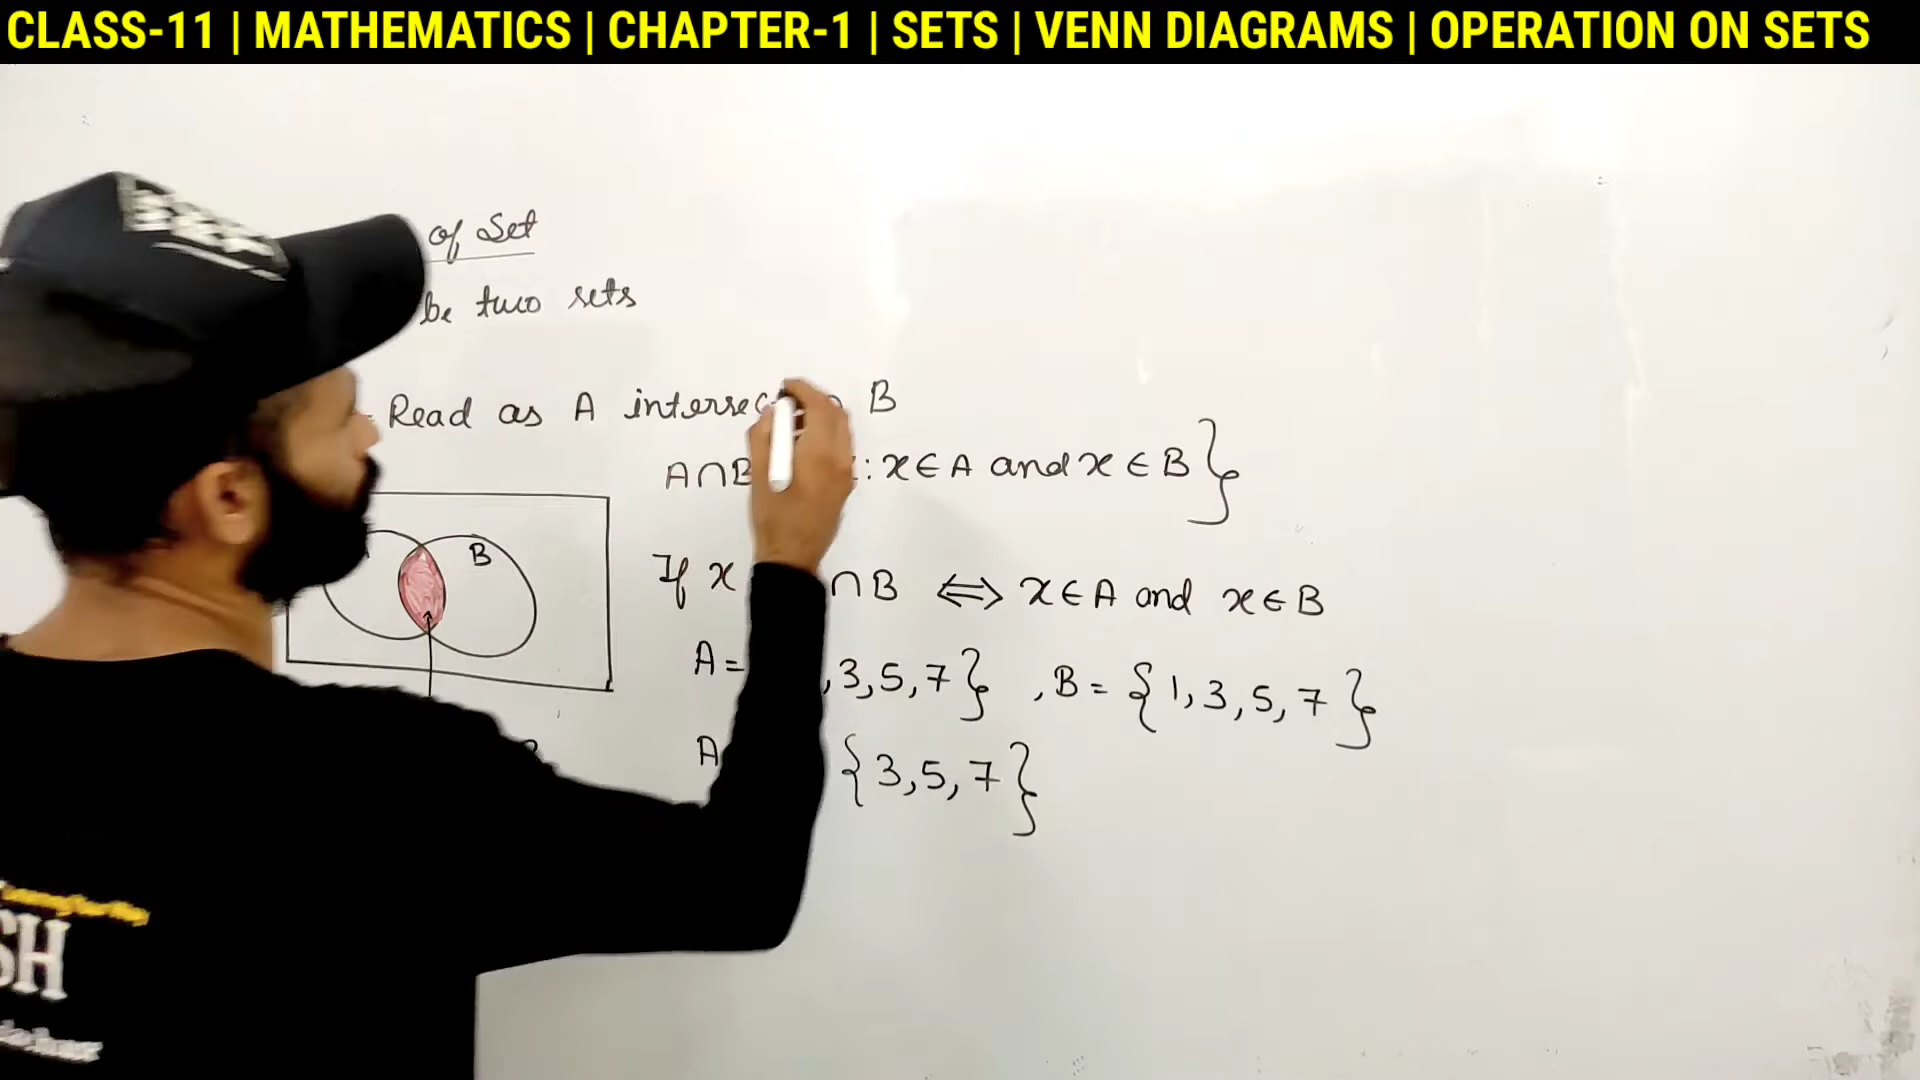 CLASS-11 | MATHEMATICS | CHAPTER-1 | SETS | VENN DIAGRAMS | OPERATION ON SETS
of Set
be two sets
Read as A B
A∩B : x∈A and x∈B}
B
If x ∩B ⇔ x∈A and x∈B
A= ,3,5,7} , B= {1,3,5,7}
A {3,5,7}
SH